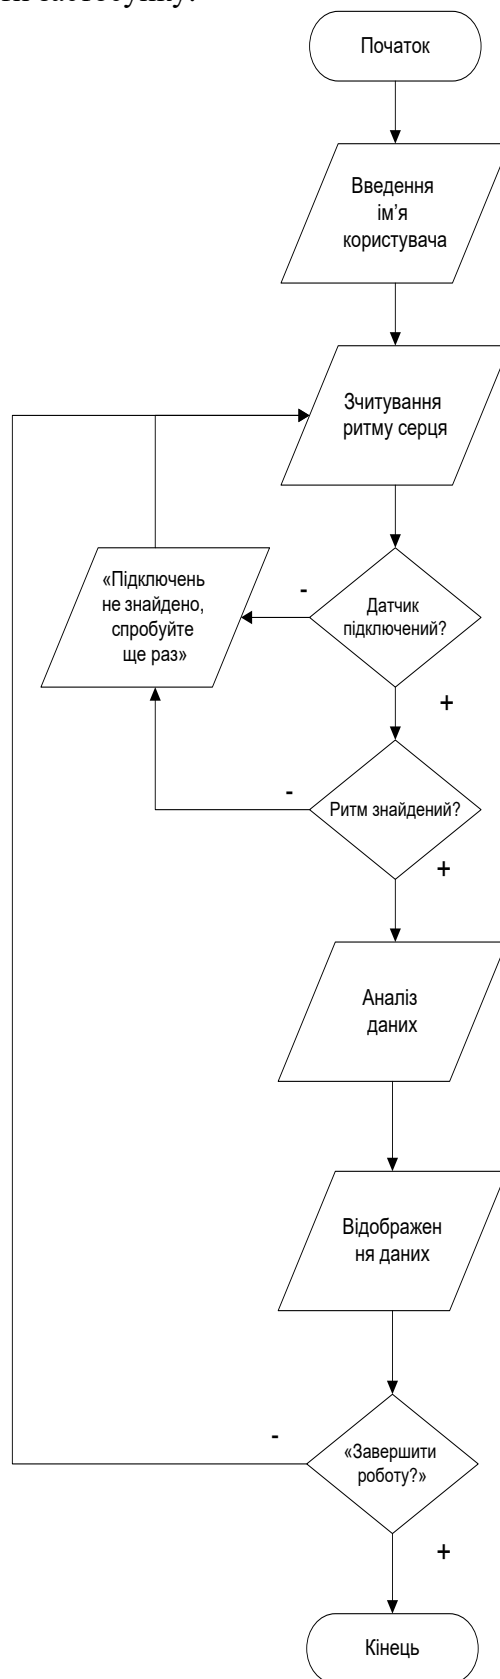 Початок
Введення
ім’я
користувача
Зчитування
ритму серця
«Підключень
не знайдено,
спробуйте
ще раз»
-
Датчик
підключений?
+
-
Ритм знайдений?
+
Аналіз
даних
Відображен
ня даних
-
«Завершити
роботу?»
+
Кінець